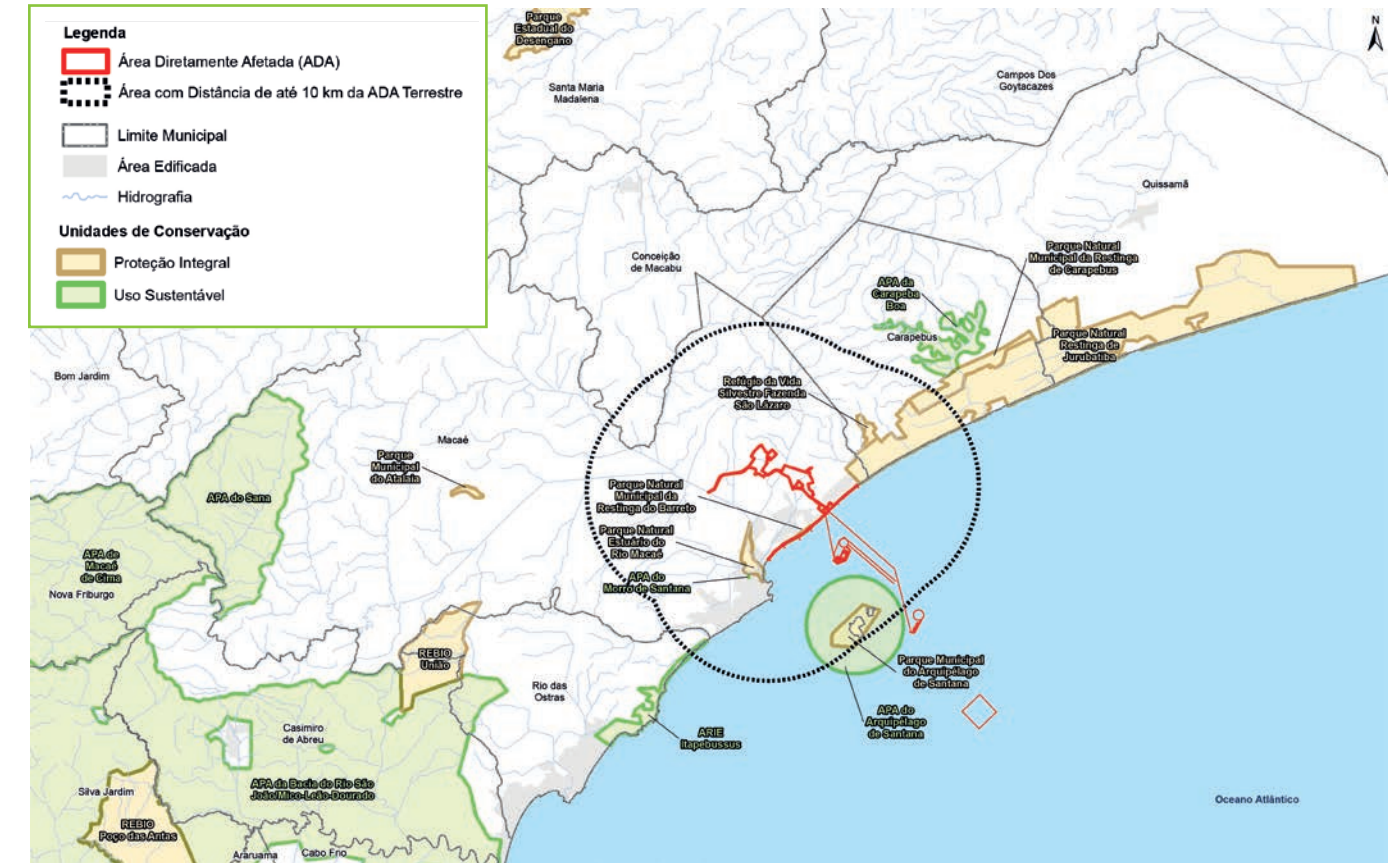 Legenda
Área Diretamente Afetada (ADA)
Área com Distância de até 10 km da ADA Terrestre
Limite Municipal
Área Edificada
Hidrografia
Unidades de Conservação
Proteção Integral
Uso Sustentável
Parque
Estadual do
Desengano
N
Santa Maria
Madalena
Campos Dos
Goytacazes
Quissamã
Conceição
de Macabu
Parque Natural
Municipal da Restinga
de Carapebus
APA da
Carapeba
Boa
Carapebus
Parque Natural
Restinga de
Jurubatiba
Bom Jardim
Refúgio da Vida
Silvestre Fazenda
São Lázaro
Macaé
Parque
Municipal
do Atalaia
APA do Sana
Parque Natural
Municipal da
Restinga do Barreto
Parque Natural
Estuário do
Rio Macaé
APA de
Macaé
de Cima
Nova Friburgo
APA do
Morro de Santana
REBIO
União
Parque Municipal
do Arquipélago
de Santana
Rio das
Ostras
APA do
Arquipélago
de Santana
Casimiro
de Abreu
ARIE
Itapebussus
APA da Bacia do Rio São
João/Mico-Leão-Dourado
Silva Jardim
Oceano Atlântico
REBIO
Poço das Antas
Araruama
Cabo Frio